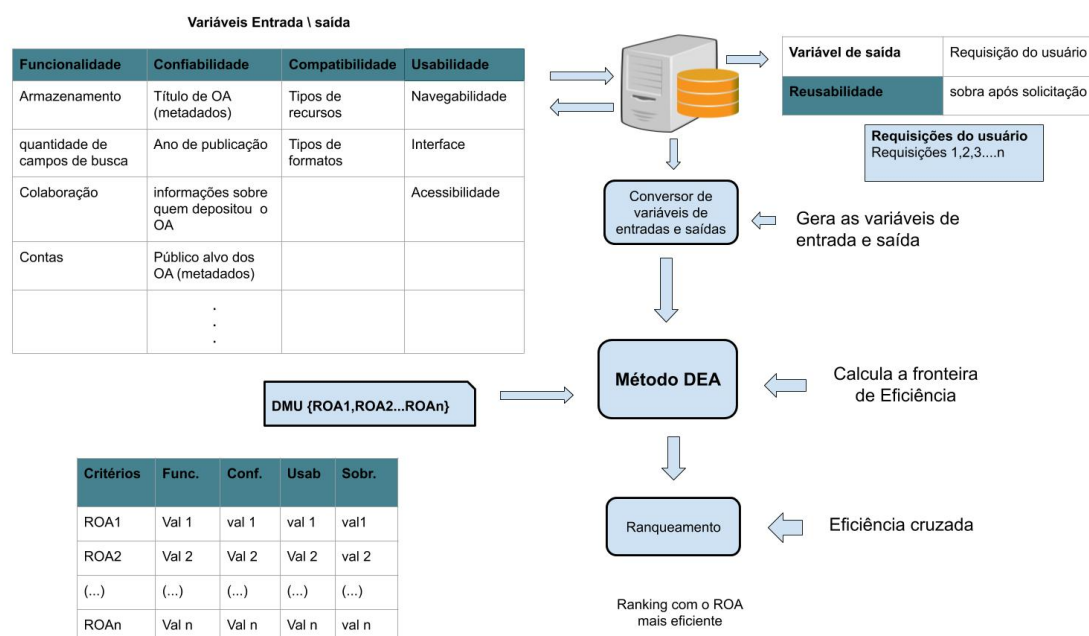 Variáveis Entrada \ saída
Funcionalidade Confiabilidade Compatibilidade Usabilidade
Armazenamento Título de OA (metadados) Tipos de recursos Navegabilidade
quantidade de campos de busca Ano de publicação Tipos de formatos Interface
Colaboração informações sobre quem depositou o OA Acessibilidade
Contas Público alvo dos OA (metadados)
.
.
.
Variável de saída Requisição do usuário
Reusabilidade sobra após solicitação
Requisições do usuário
Requisições 1,2,3....n
Conversor de
variáveis de
entradas e saídas
Gera as variáveis de
entrada e saída
Método DEA
Calcula a fronteira
de Eficiência
DMU {ROA1,ROA2...ROAn}
Critérios Func. Conf. Usab Sobr.
ROA1 Val 1 val 1 val 1 val1
ROA2 Val 2 Val 2 Val 2 val 2
(...) (...) (...) (...) (...)
ROAn Val n Val n Val n val n
Ranqueamento
Eficiência cruzada
Ranking com o ROA
mais eficiente